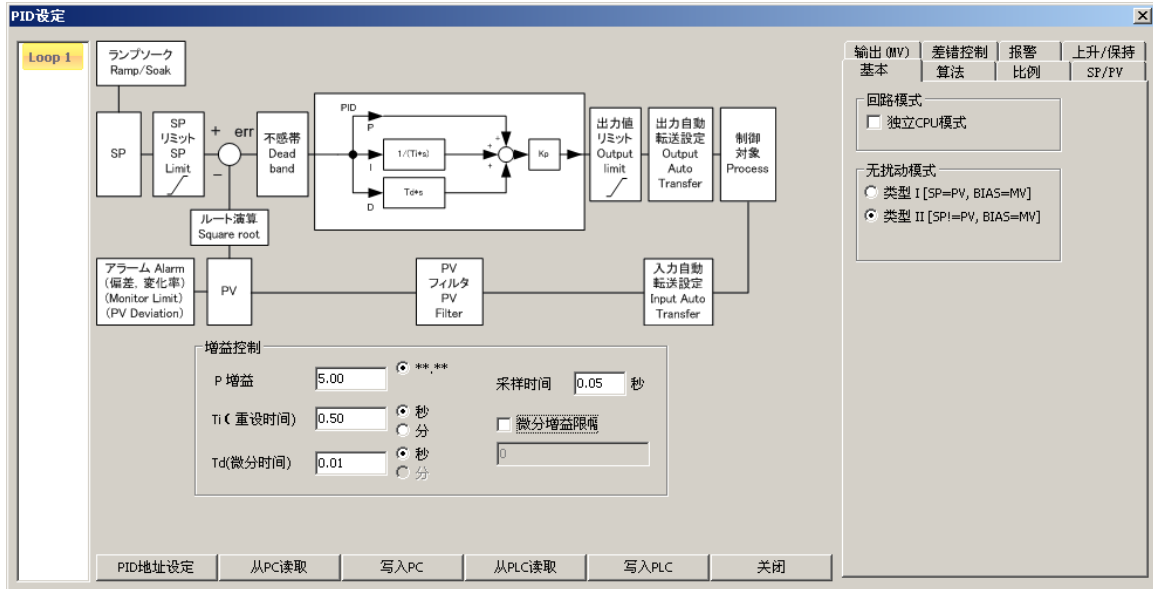 PID设定
Loop 1
ランプソーク
Ramp/Soak
SP
SP
リミット
SP
Limit
+ err
−
不感帯
Dead
band
PID
P
I
D
1/(Ti*s)
Td*s
+
+
+
Kp
出力値
リミット
Output
limit
出力自動
転送設定
Output
Auto
Transfer
制御
対象
Process
ルート演算
Square root
アラーム Alarm
(偏差, 変化率)
(Monitor Limit)
(PV Deviation)
PV
PV
フィルタ
PV
Filter
入力自動
転送設定
Input Auto
Transfer
增益控制
P 增益 5.00 **.**
Ti( 重设时间) 0.50 秒
分
Td(微分时间) 0.01 秒
分
采样时间 0.05 秒
微分增益限幅
0
PID地址设定 从PC读取 写入PC 从PLC读取 写入PLC 关闭
输出(MV) 差错控制 报警 上升/保持
基本 算法 比例 SP/PV
回路模式
独立CPU模式
无扰动模式
类型 I [SP=PV, BIAS=MV]
类型 II [SP!=PV, BIAS=MV]